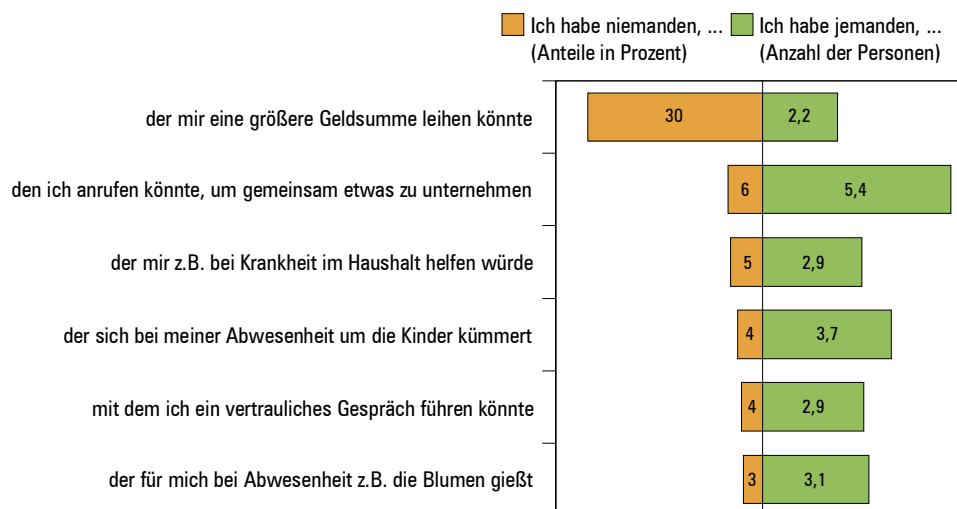 Ich habe niemanden, ...
(Anteile in Prozent)
Ich habe jemanden, ...
(Anzahl der Personen)
der mir eine größere Geldsumme leihen könnte
30
2,2
den ich anrufen könnte, um gemeinsam etwas zu unternehmen
6
5,4
der mir z.B. bei Krankheit im Haushalt helfen würde
5
2,9
der sich bei meiner Abwesenheit um die Kinder kümmert
4
3,7
mit dem ich ein vertrauliches Gespräch führen könnte
4
2,9
der für mich bei Abwesenheit z.B. die Blumen gießt
3
3,1